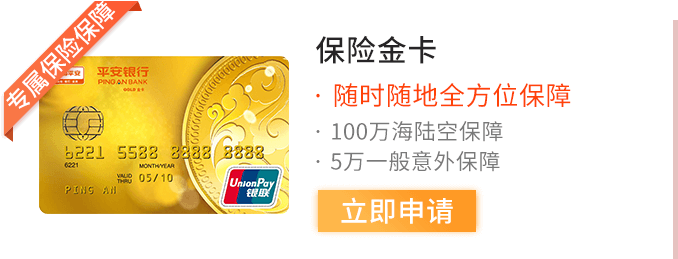 专属保险保障
平安银行
PING AN BANK
GOLD 金卡
6221 5588 8888 8888
6221
MONTH/YEAR
VALID
THRU
05/10
PING AN
UnionPay
银联
保险金卡
· 随时随地全方位保障
· 100万海陆空保障
· 5万一般意外保障
立即申请